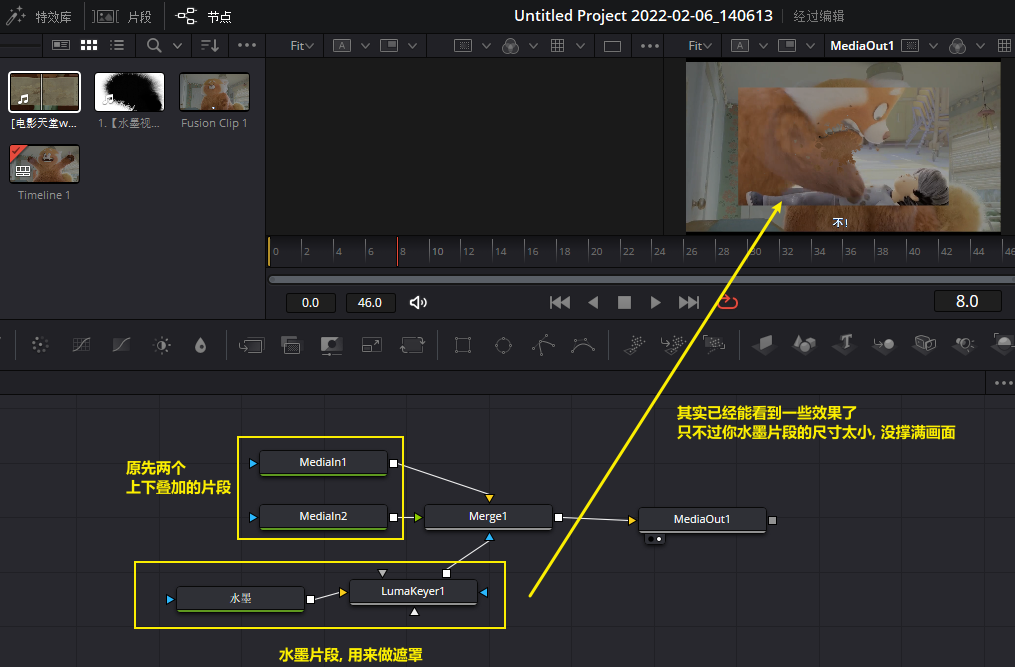 特效库
片段
节点
Untitled Project 2022-02-06_140613
经过编辑
Fit
A
Fit
A
MediaOut1
[电影天堂w...
1.【水墨视...
Fusion Clip 1
Timeline 1
不!
0 2 4 6 8 10 12 14 16 18 20 22 24 26 28 30 32 34 36 38 40 42 44 46
0.0
46.0
8.0
T
其实已经能看到一些效果了
只不过你水墨片段的尺寸太小, 没撑满画面
原先两个
上下叠加的片段
MediaIn1
MediaIn2
Merge1
MediaOut1
水墨
LumaKeyer1
水墨片段, 用来做遮罩